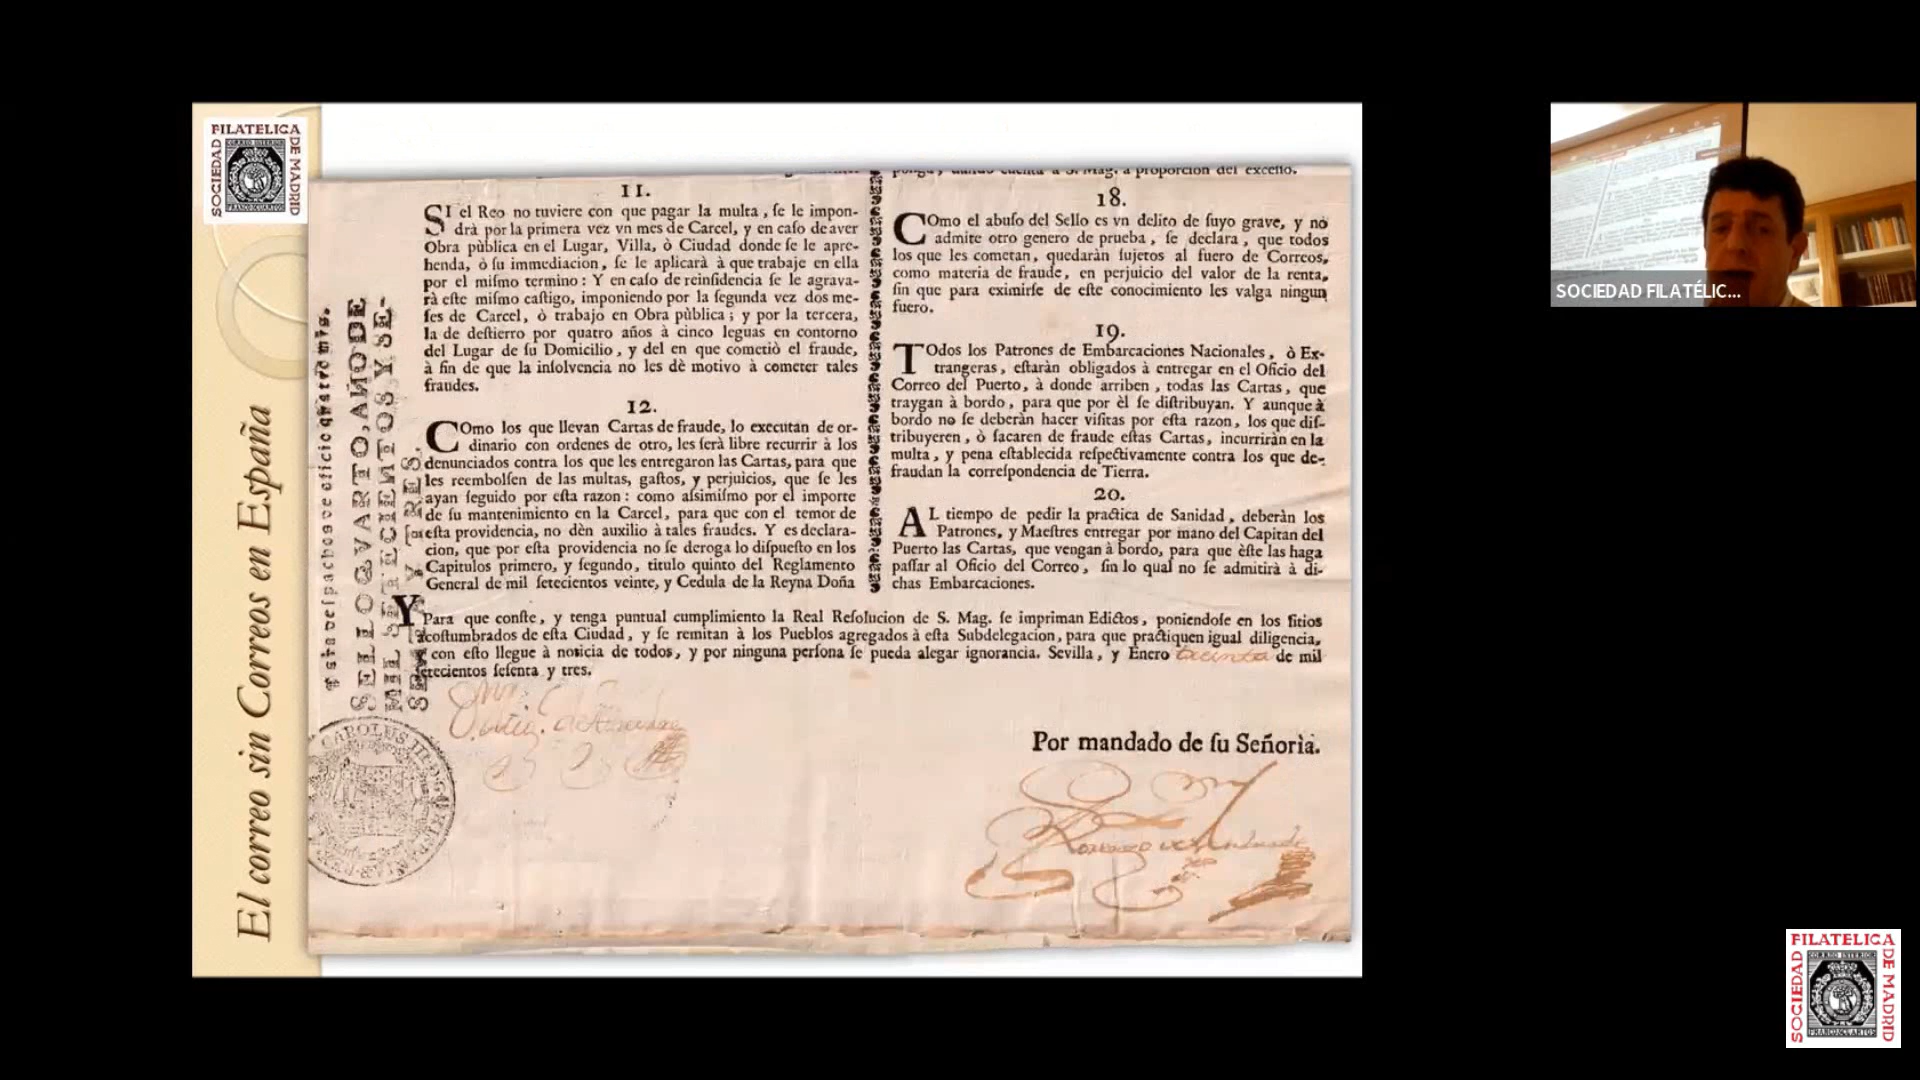 SOCIEDAD
FILATELICA
DE MADRID
El correo sin Correos en España
SELLO QVARTO, AÑO DE
MIL SETECIENTOS Y SE-
SENTA Y TRES.
11.
SI el Reo no tuviere con que pagar la multa, ſe le impon-
drà por la primera vez vn mes de Carcel, y en caſo de aver
Obra pùblica en el Lugar, Villa, ò Ciudad donde ſe le apre-
henda, ò ſu immediacion, ſe le aplicarà à que trabaje en ella
por el miſmo termino: Y en caſo de reinſidencia ſe le agrava-
rà eſte miſmo caſtigo, imponiendo por la ſegunda vez dos me-
ſes de Carcel, ò trabajo en Obra pùblica; y por la tercera,
la de deſtierro por quatro años à cinco leguas en contorno
del Lugar de ſu Domicilio, y del en que cometiò el fraude,
à fin de que la inſolvencia no les dè motivo à cometer tales
fraudes.
12.
COmo los que llevan Cartas de fraude, lo executan de or-
dinario con ordenes de otro, les ſerà libre recurrir à los
denunciados contra los que les entregaron las Cartas, para que
les reembolſen de las multas, gaſtos, y perjuicios, que ſe les
ayan ſeguido por eſta razon: como aſsimiſmo por el importe
de ſu mantenimiento en la Carcel, para que con el temor de
eſta providencia, no dèn auxilio à tales fraudes. Y es declara-
cion, que por eſta providencia no ſe deroga lo diſpueſto en los
Capitulos primero, y ſegundo, titulo quinto del Reglamento
General de mil ſetecientos veinte, y Cedula de la Reyna Doña
à S. Mag. à proporcion del exceſſo.
18.
COmo el abuſo del Sello es vn delito de ſuyo grave, y no
admite otro genero de prueba, ſe declara, que todos
los que les cometan, quedaràn ſujetos al fuero de Correos,
como materia de fraude, en perjuicio del valor de la renta,
ſin que para eximirſe de eſte conocimiento les valga ningun
fuero.
19.
TOdos los Patrones de Embarcaciones Nacionales, ò Ex-
trangeras, eſtaràn obligados à entregar en el Oficio del
Correo del Puerto, à donde arriben, todas las Cartas, que
traygan à bordo, para que por èl ſe diſtribuyan. Y aunque à
bordo no ſe deberàn hacer viſitas por eſta razon, los que diſ-
tribuyeren, ò ſacaren de fraude eſtas Cartas, incurriràn en la
multa, y pena eſtablecida reſpectivamente contra los que de-
fraudan la correſpondencia de Tierra.
20.
AL tiempo de pedir la practica de Sanidad, deberàn los
Patrones, y Maeſtres entregar por mano del Capitan del
Puerto las Cartas, que vengan à bordo, para que èſte las haga
paſſar al Oficio del Correo, ſin lo qual no ſe admitirà à di-
chas Embarcaciones.
Y Para que conſte, y tenga puntual cumplimiento la Real Reſolucion de S. Mag. ſe impriman Edictos, poniendoſe en los ſitios
acoſtumbrados de eſta Ciudad, y ſe remitan à los Pueblos agregados à eſta Subdelegacion, para que practiquen igual diligencia,
y con eſto llegue à noticia de todos, y por ninguna perſona ſe pueda alegar ignorancia. Sevilla, y Enero treinta de mil
ſetecientos ſeſenta y tres.
CAROLUS III D G
Por mandado de ſu Señorìa.
SOCIEDAD FILATÉLIC...
SOCIEDAD
FILATELICA
DE MADRID
CORREO INTERIOR
FRANCO CUARTOS